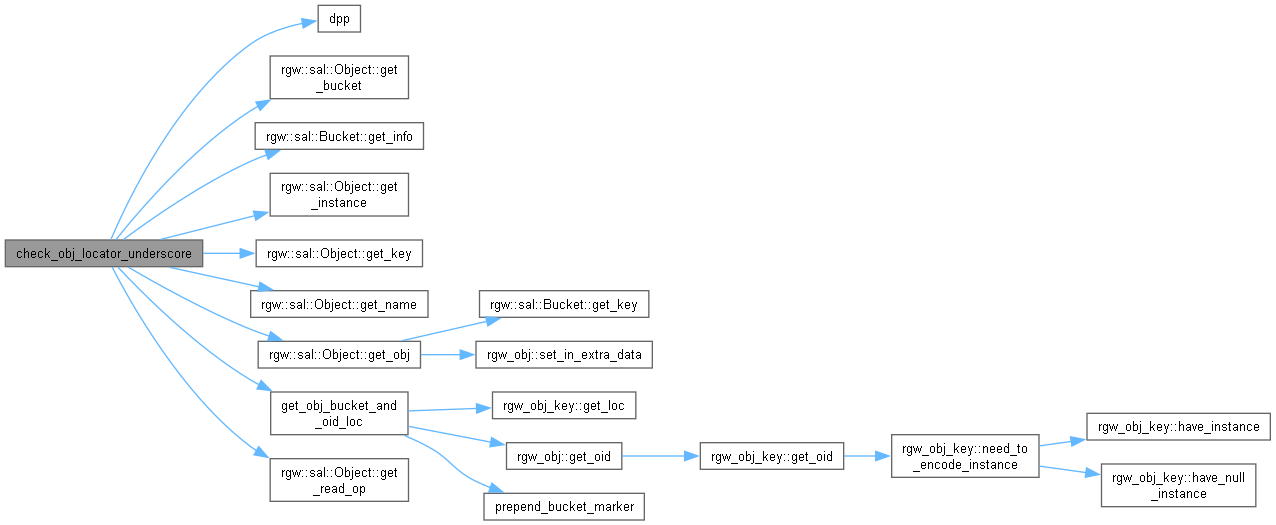 dpp
rgw::sal::Object::get
_bucket
rgw::sal::Bucket::get_info
rgw::sal::Object::get
_instance
check_obj_locator_underscore
rgw::sal::Object::get_key
rgw::sal::Object::get_name
rgw::sal::Bucket::get_key
rgw::sal::Object::get_obj
rgw_obj::set_in_extra_data
get_obj_bucket_and
_oid_loc
rgw_obj_key::get_loc
rgw_obj::get_oid
rgw_obj_key::get_oid
rgw_obj_key::need_to
_encode_instance
rgw_obj_key::have_instance
rgw_obj_key::have_null
_instance
rgw::sal::Object::get
_read_op
prepend_bucket_marker